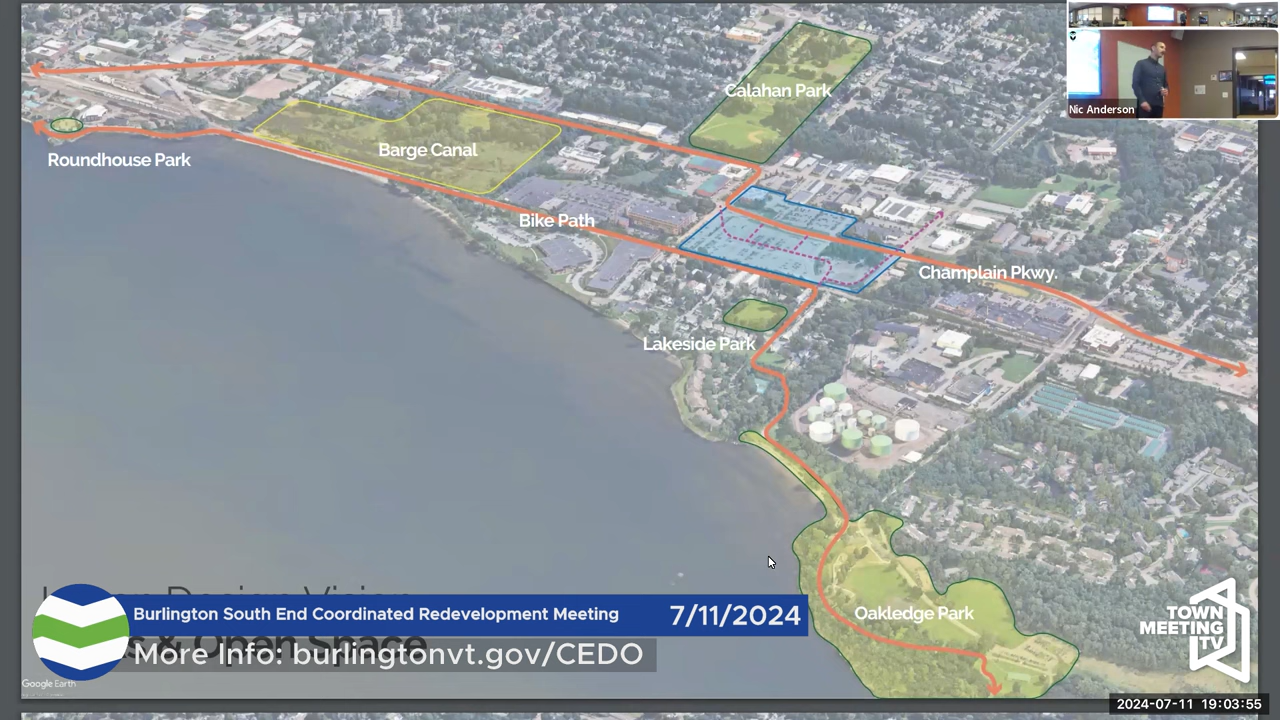 Calahan Park
Nic Anderson
Barge Canal
Roundhouse Park
Bike Path
Champlain Pkwy.
Lakeside Park
Oakledge Park
Burlington South End Coordinated Redevelopment Meeting
7/11/2024
& Open Space
More Info: burlingtonvt.gov/CEDO
TOWN
MEETING
TV
Google Earth
2024-07-11 19:03:55